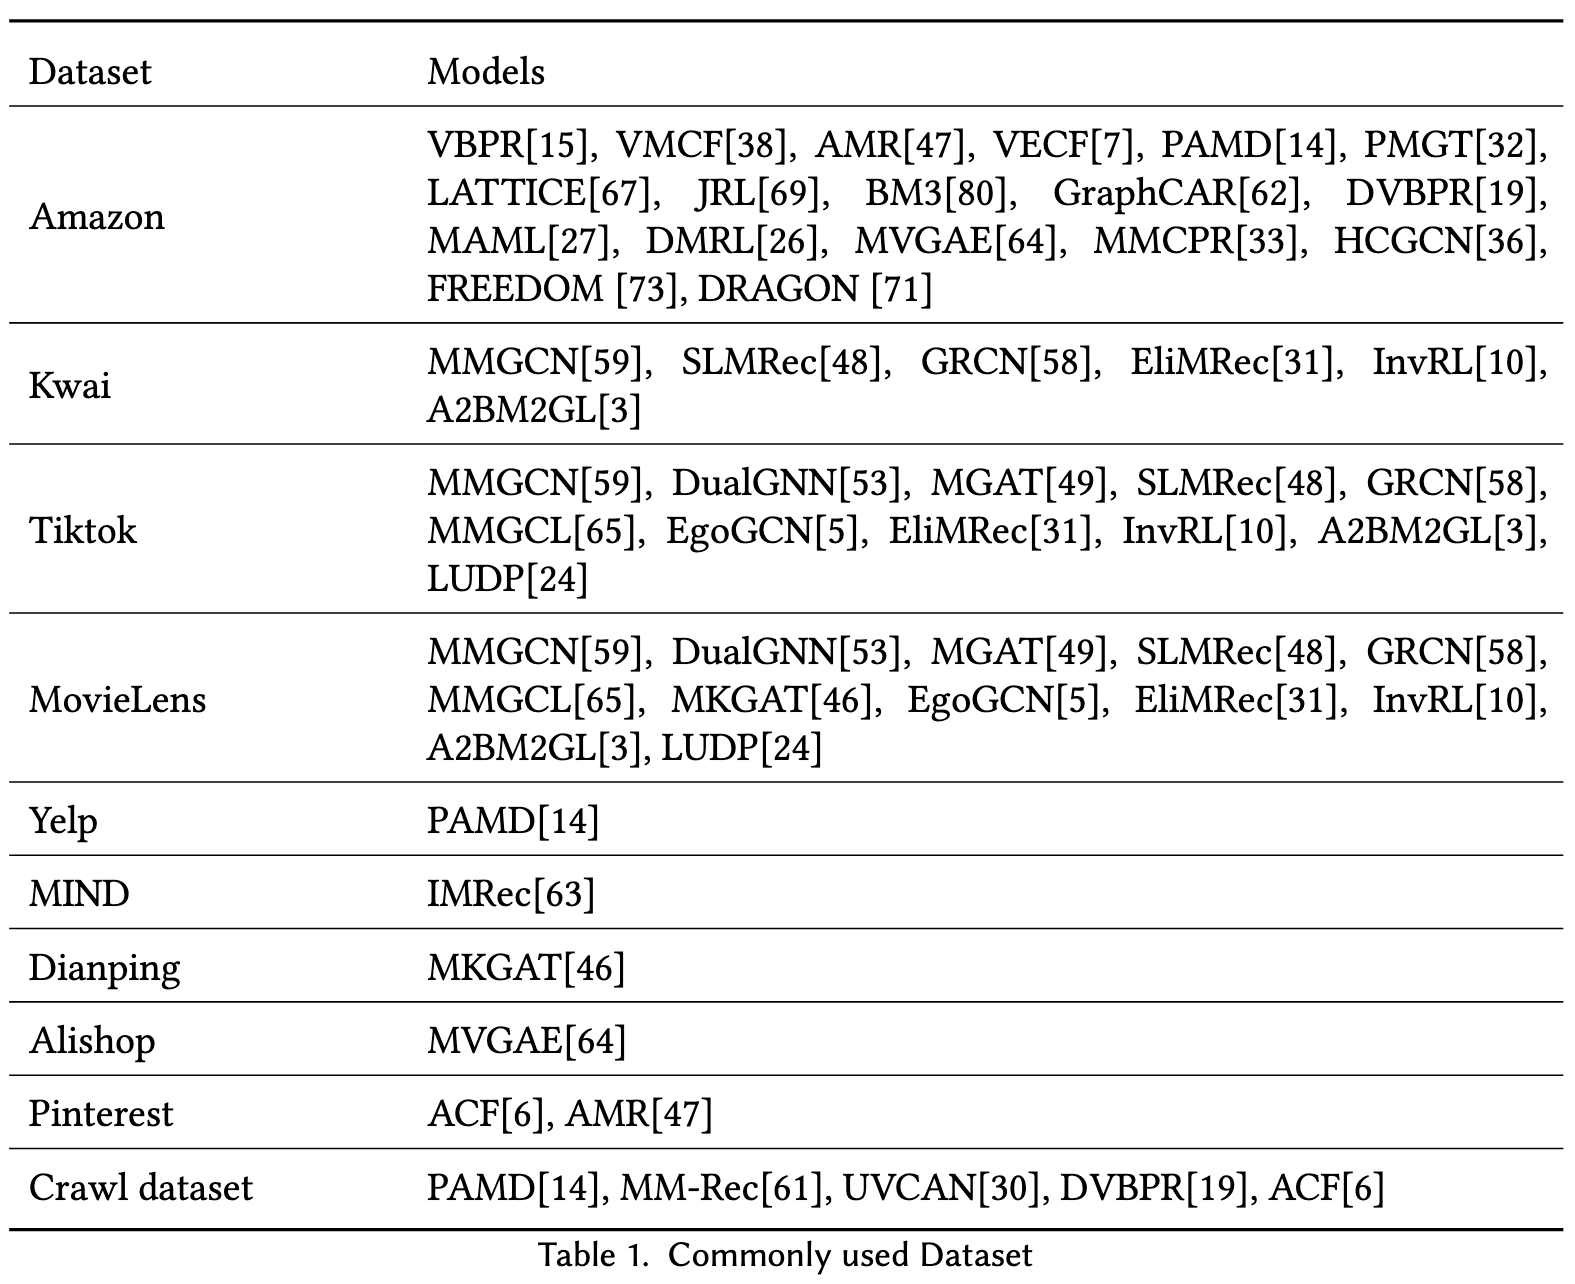 Dataset Models
Amazon
VBPR[15], VMCF[38], AMR[47], VECF[7], PAMD[14], PMGT[32],
LATTICE[67], JRL[69], BM3[80], GraphCAR[62], DVBPR[19],
MAML[27], DMRL[26], MVGAE[64], MMCPR[33], HCGCN[36],
FREEDOM [73], DRAGON [71]
Kwai
MMGCN[59], SLMRec[48], GRCN[58], EliMRec[31], InvRL[10],
A2BM2GL[3]
Tiktok
MMGCN[59], DualGNN[53], MGAT[49], SLMRec[48], GRCN[58],
MMGCL[65], EgoGCN[5], EliMRec[31], InvRL[10], A2BM2GL[3],
LUDP[24]
MovieLens
MMGCN[59], DualGNN[53], MGAT[49], SLMRec[48], GRCN[58],
MMGCL[65], MKGAT[46], EgoGCN[5], EliMRec[31], InvRL[10],
A2BM2GL[3], LUDP[24]
Yelp PAMD[14]
MIND IMRec[63]
Dianping MKGAT[46]
Alishop MVGAE[64]
Pinterest ACF[6], AMR[47]
Crawl dataset PAMD[14], MM-Rec[61], UVCAN[30], DVBPR[19], ACF[6]
Table 1. Commonly used Dataset